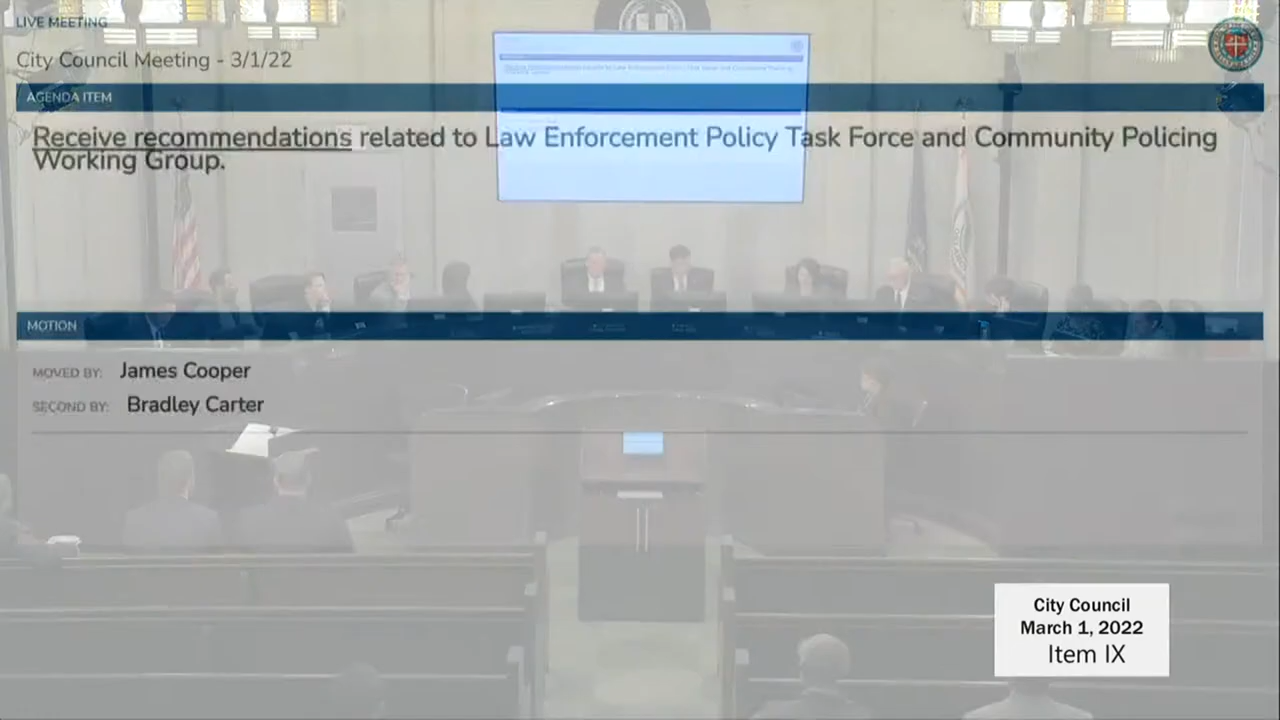 LIVE MEETING
City Council Meeting - 3/1/22
AGENDA ITEM
Receive recommendations related to Law Enforcement Policy Task Force and Community Policing
Working Group.
MOTION
MOVED BY: James Cooper
SECOND BY: Bradley Carter
City Council
March 1, 2022
Item IX